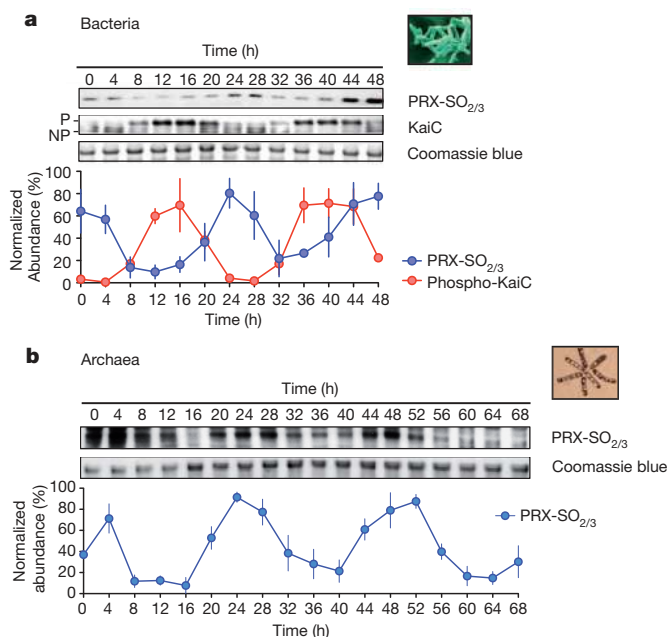 a Bacteria
Time (h)
0 4 8 12 16 20 24 28 32 36 40 44 48
PRX-SO2/3
P
KaiC
NP
Coomassie blue
Normalized
Abundance (%)
100
80
60
40
20
0
PRX-SO2/3
Phospho-KaiC
0 4 8 12 16 20 24 28 32 36 40 44 48
Time (h)
b Archaea
Time (h)
0 4 8 12 16 20 24 28 32 36 40 44 48 52 56 60 64 68
PRX-SO2/3
Coomassie blue
Normalized
abundance (%)
100
80
60
40
20
0
PRX-SO2/3
0 4 8 12 16 20 24 28 32 36 40 44 48 52 56 60 64 68
Time (h)